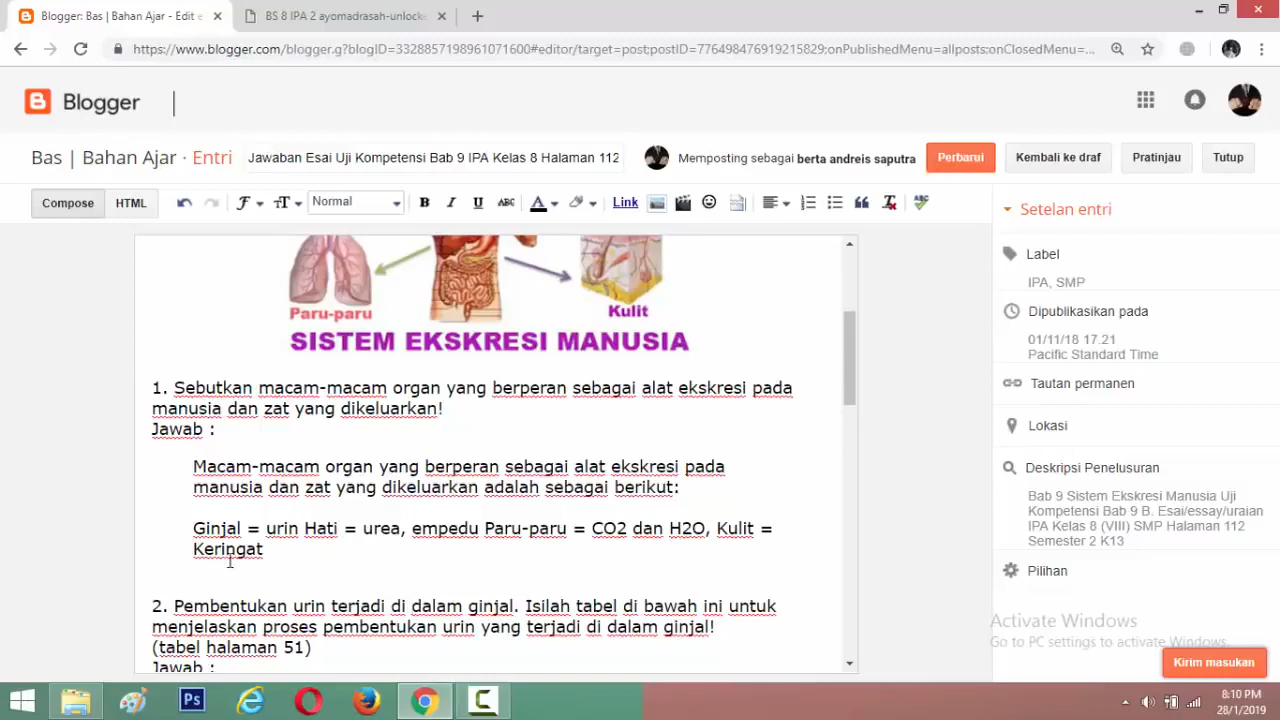 Blogger: Bas | Bahan Ajar - Edit e
BS 8 IPA 2 ayomadrasah-unlocke
https://www.blogger.com/blogger.g?blogID=3328857198961071600#editor/target=post;postID=776498476919215829;onPublishedMenu=allposts;onClosedMenu=...
Blogger
Bas | Bahan Ajar · Entri
Jawaban Esai Uji Kompetensi Bab 9 IPA Kelas 8 Halaman 112
Memposting sebagai berta andreis saputra
Perbarui
Kembali ke draf
Pratinjau
Tutup
Compose
HTML
Normal
Link
Setelan entri
Label
IPA, SMP
Dipublikasikan pada
01/11/18 17.21
Pacific Standard Time
Tautan permanen
Lokasi
Deskripsi Penelusuran
Bab 9 Sistem Ekskresi Manusia Uji
Kompetensi Bab 9 B. Esai/essay/uraian
IPA Kelas 8 (VIII) SMP Halaman 112
Semester 2 K13
Pilihan
Paru-paru
Kulit
SISTEM EKSKRESI MANUSIA
1. Sebutkan macam-macam organ yang berperan sebagai alat ekskresi pada
manusia dan zat yang dikeluarkan!
Jawab :
Macam-macam organ yang berperan sebagai alat ekskresi pada
manusia dan zat yang dikeluarkan adalah sebagai berikut:
Ginjal = urin Hati = urea, empedu Paru-paru = CO2 dan H2O, Kulit =
Keringat
2. Pembentukan urin terjadi di dalam ginjal. Isilah tabel di bawah ini untuk
menjelaskan proses pembentukan urin yang terjadi di dalam ginjal!
(tabel halaman 51)
Jawab :
Activate Windows
Go to PC settings to activate Windows.
Kirim masukan
8:10 PM
28/1/2019